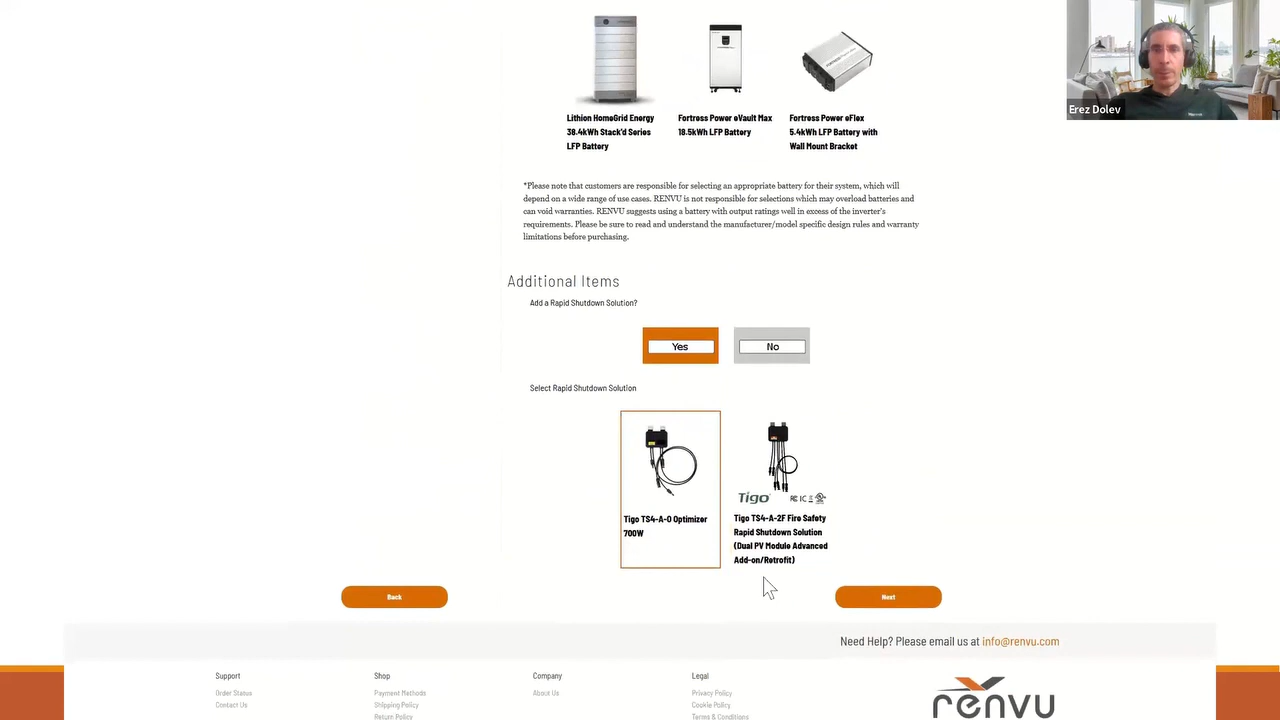 Erez Dolev
Lithion HomeGrid Energy
38.4kWh Stack'd Series
LFP Battery
Fortress Power eVault Max
18.5kWh LFP Battery
Fortress Power eFlex
5.4kWh LFP Battery with
Wall Mount Bracket
*Please note that customers are responsible for selecting an appropriate battery for their system, which will
depend on a wide range of use cases. RENVU is not responsible for selections which may overload batteries and
can void warranties. RENVU suggests using a battery with output ratings well in excess of the inverter's
requirements. Please be sure to read and understand the manufacturer/model specific design rules and warranty
limitations before purchasing.
Additional Items
Add a Rapid Shutdown Solution?
Yes
No
Select Rapid Shutdown Solution
Tigo TS4-A-O Optimizer
700W
Tigo
Tigo TS4-A-2F Fire Safety
Rapid Shutdown Solution
(Dual PV Module Advanced
Add-on/Retrofit)
Back
Next
Need Help? Please email us at info@renvu.com
Support
Order Status
Contact Us
Shop
Payment Methods
Shipping Policy
Return Policy
Company
About Us
Legal
Privacy Policy
Cookie Policy
Terms & Conditions
renvu